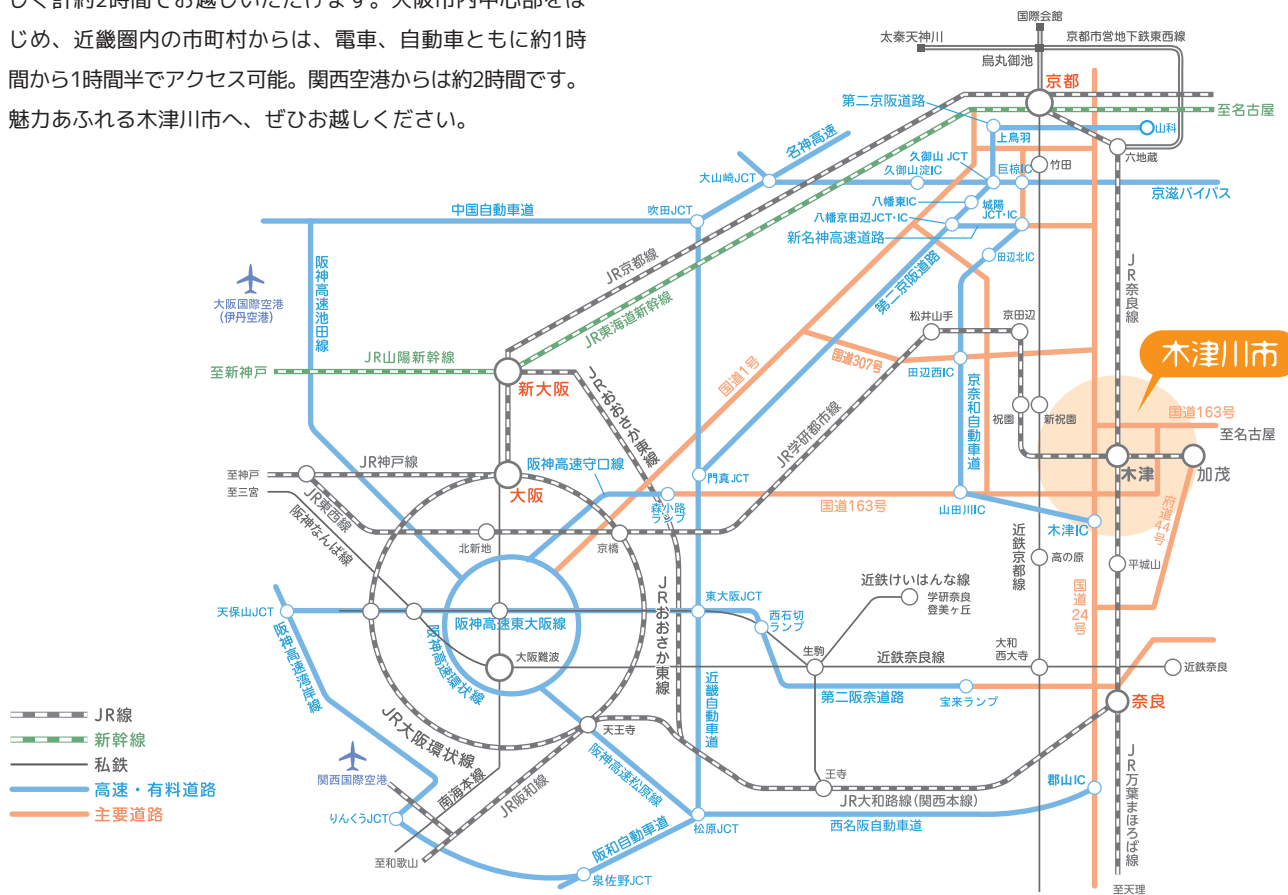 しく計約2時間でお越しいただけます。大阪市内中心部をは
じめ、近畿圏内の市町村からは、電車、自動車ともに約1時
間から1時間半でアクセス可能。関西空港からは約2時間です。
魅力あふれる木津川市へ、ぜひお越しください。
国際会館
太秦天神川
京都市営地下鉄東西線
烏丸御池
京都
第二京阪道路
至名古屋
上鳥羽
山科
名神高速
久御山 JCT
六地蔵
大山崎JCT
久御山淀IC
巨椋IC
竹田
京滋バイパス
八幡東IC
城陽
JCT・IC
中国自動車道
吹田JCT
八幡京田辺JCT・IC
新名神高速道路
JR京都線
田辺北IC
阪神高速池田線
JR奈良線
大阪国際空港
(伊丹空港)
第二京阪道路
JR東海道新幹線
松井山手
京田辺
木津川市
JR山陽新幹線
国道1号
国道307号
至新神戸
田辺西IC
新大阪
JRおおさか東線
京奈和自動車道
祝園
新祝園
国道163号
至名古屋
JR学研都市線
JR神戸線
阪神高速守口線
至神戸
大阪
門真JCT
木津
加茂
至三宮
JR東西線
森小路
ランプ
国道163号
山田川IC
府道44号
阪神なんば線
北新地
京橋
木津IC
近鉄京都線
高の原
平城山
近鉄けいはんな線
学研奈良
登美ヶ丘
国道24号
天保山JCT
阪神高速東大阪線
JRおおさか東線
東大阪JCT
西石切
ランプ
阪神高速湾岸線
阪神高速環状線
大阪難波
生駒
近鉄奈良線
大和
西大寺
近鉄奈良
近畿自動車道
第二阪奈道路
宝来ランプ
奈良
JR線
新幹線
私鉄
高速・有料道路
主要道路
JR大阪環状線
天王寺
関西国際空港
南海本線
JR阪和線
阪神高速松原線
王寺
郡山IC
JR大和路線(関西本線)
JR万葉まほろば線
りんくうJCT
松原JCT
西名阪自動車道
至和歌山
阪和自動車道
泉佐野JCT
至天理